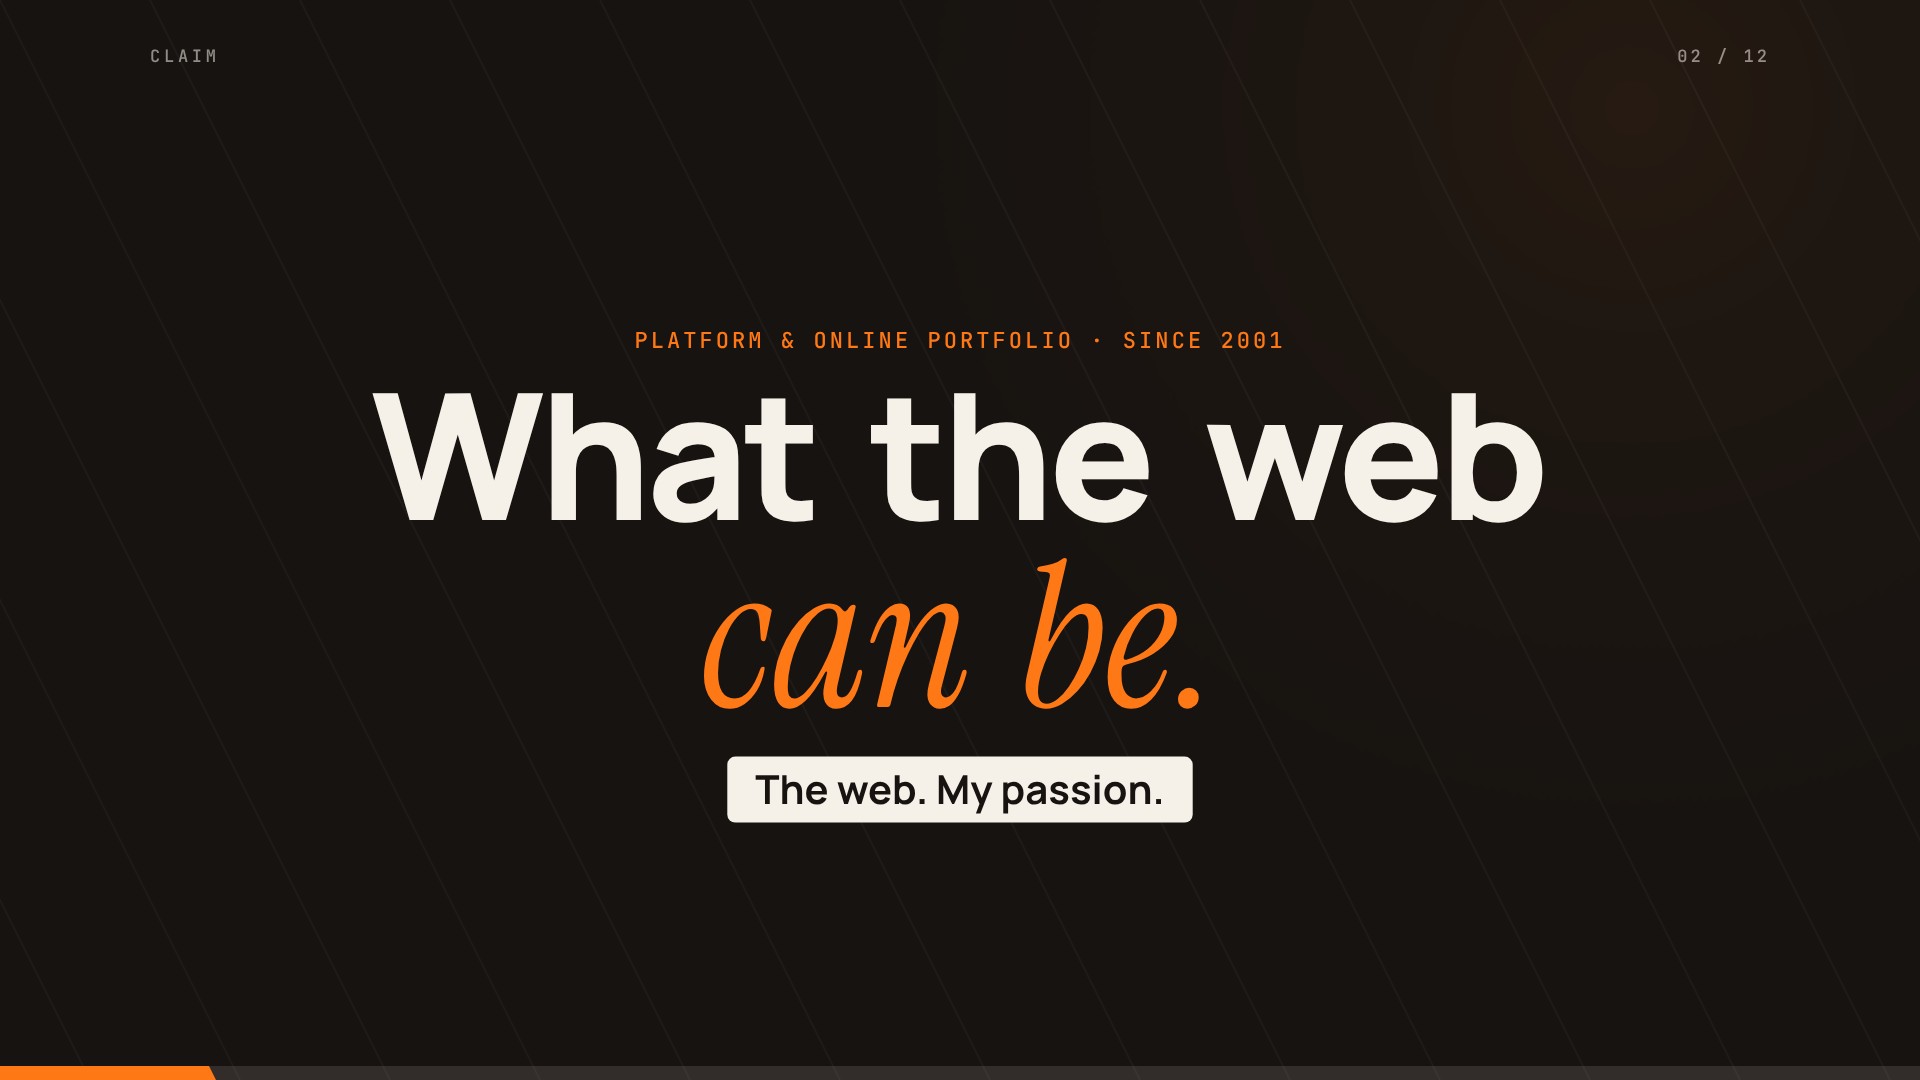 CLAIM
02 / 12
PLATFORM & ONLINE PORTFOLIO · SINCE 2001
What the web
can be.
The web. My passion.